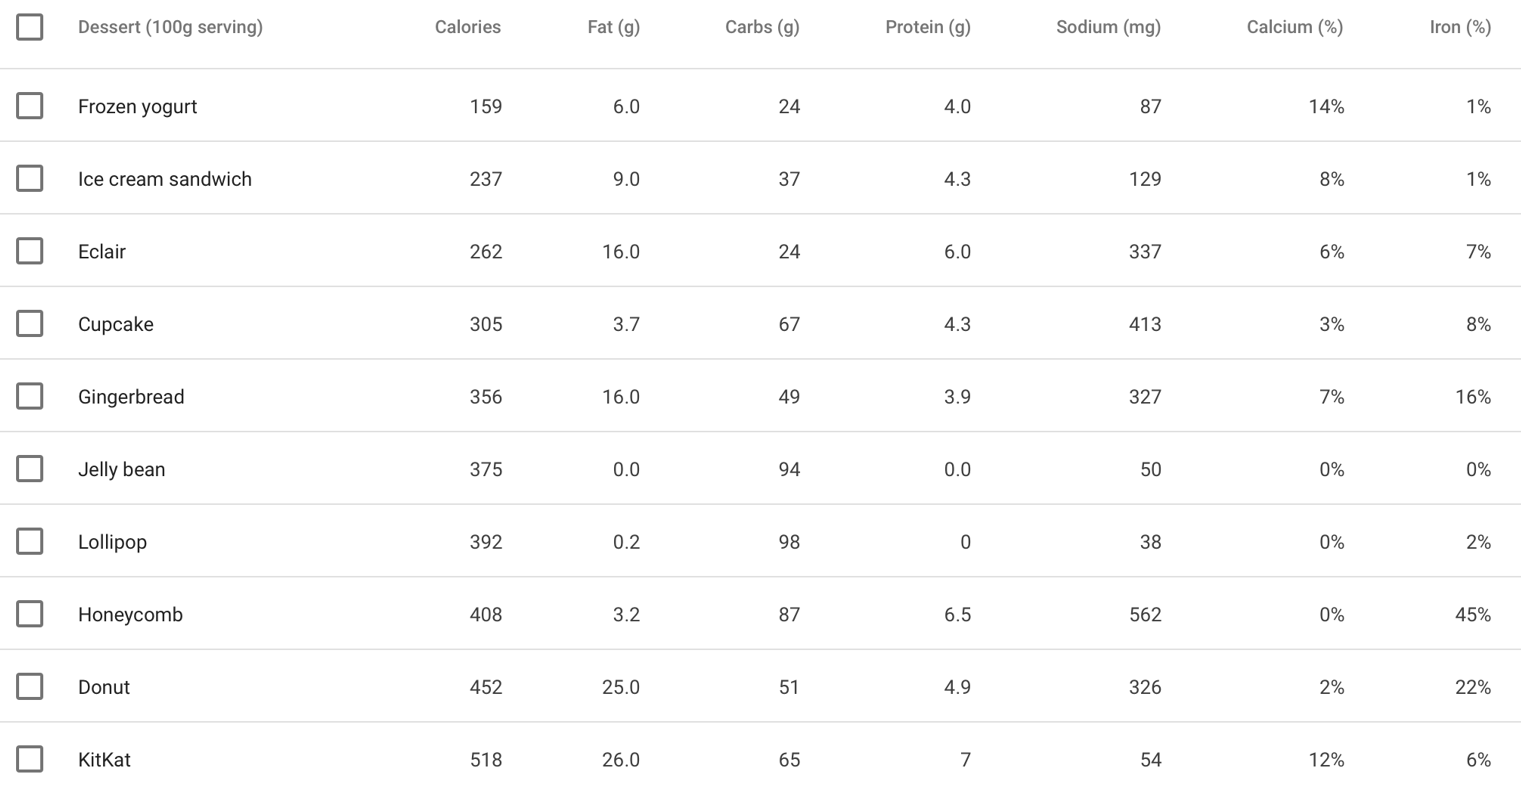 Dessert (100g serving) Calories Fat (g) Carbs (g) Protein (g) Sodium (mg) Calcium (%) Iron (%)
Frozen yogurt 159 6.0 24 4.0 87 14% 1%
Ice cream sandwich 237 9.0 37 4.3 129 8% 1%
Eclair 262 16.0 24 6.0 337 6% 7%
Cupcake 305 3.7 67 4.3 413 3% 8%
Gingerbread 356 16.0 49 3.9 327 7% 16%
Jelly bean 375 0.0 94 0.0 50 0% 0%
Lollipop 392 0.2 98 0 38 0% 2%
Honeycomb 408 3.2 87 6.5 562 0% 45%
Donut 452 25.0 51 4.9 326 2% 22%
KitKat 518 26.0 65 7 54 12% 6%